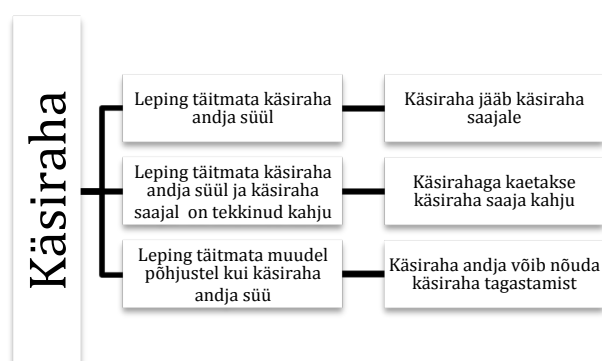 Käsiraha
Leping täitmata käsiraha
andja süül
Käsiraha jääb käsiraha
saajale
Leping täitmata käsiraha
andja süül ja käsiraha
saajal on tekkinud kahju
Käsirahaga kaetakse
käsiraha saaja kahju
Leping täitmata muudel
põhjustel kui käsiraha
andja süü
Käsiraha andja võib nõuda
käsiraha tagastamist